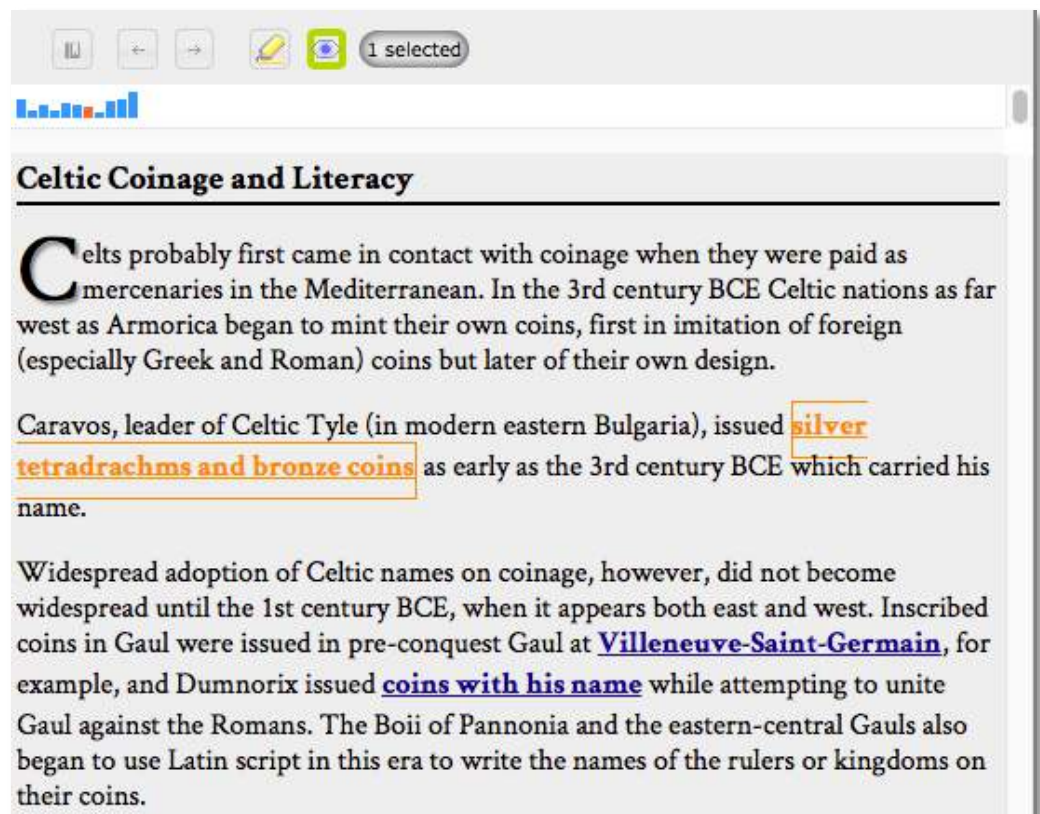 1 selected
Celtic Coinage and Literacy
Celts probably first came in contact with coinage when they were paid as
mercenaries in the Mediterranean. In the 3rd century BCE Celtic nations as far
west as Armorica began to mint their own coins, first in imitation of foreign
(especially Greek and Roman) coins but later of their own design.
Caravos, leader of Celtic Tyle (in modern eastern Bulgaria), issued silver
tetradrachms and bronze coins as early as the 3rd century BCE which carried his
name.
Widespread adoption of Celtic names on coinage, however, did not become
widespread until the 1st century BCE, when it appears both east and west. Inscribed
coins in Gaul were issued in pre-conquest Gaul at Villeneuve-Saint-Germain, for
example, and Dumnorix issued coins with his name while attempting to unite
Gaul against the Romans. The Boii of Pannonia and the eastern-central Gauls also
began to use Latin script in this era to write the names of the rulers or kingdoms on
their coins.